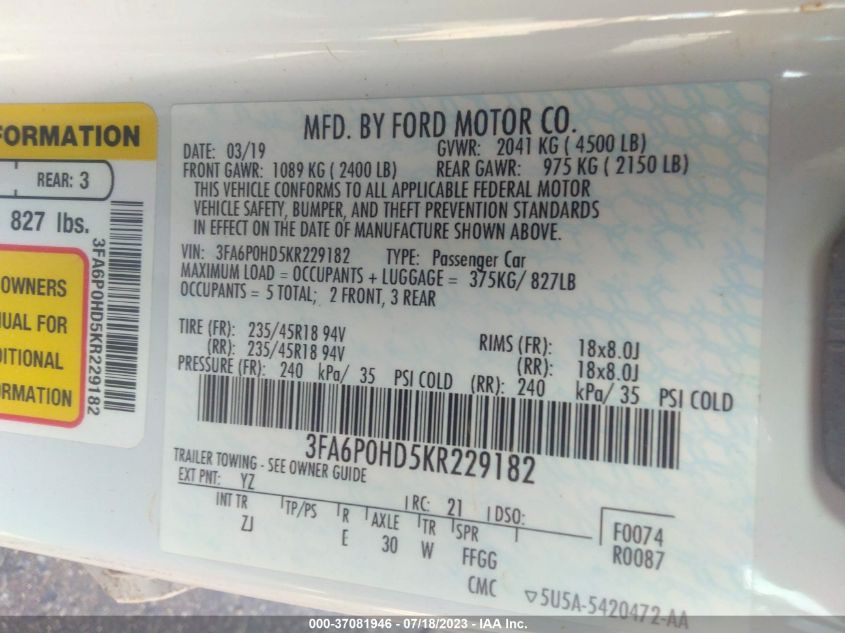 FORMATION
REAR: 3
827 lbs.
OWNERS
UAL FOR
DITIONAL
RMATION
3FA6P0HD5KR229182
MFD. BY FORD MOTOR CO.
DATE: 03/19 GVWR: 2041 KG ( 4500 LB)
FRONT GAWR: 1089 KG ( 2400 LB) REAR GAWR: 975 KG ( 2150 LB)
THIS VEHICLE CONFORMS TO ALL APPLICABLE FEDERAL MOTOR
VEHICLE SAFETY, BUMPER, AND THEFT PREVENTION STANDARDS
IN EFFECT ON THE DATE OF MANUFACTURE SHOWN ABOVE.
VIN: 3FA6P0HD5KR229182 TYPE: Passenger Car
MAXIMUM LOAD = OCCUPANTS + LUGGAGE = 375KG/ 827LB
OCCUPANTS = 5 TOTAL; 2 FRONT, 3 REAR
TIRE (FR): 235/45R18 94V RIMS (FR): 18x8.0J
(RR): 235/45R18 94V (RR): 18x8.0J
PRESSURE (FR): 240 kPa/ 35 PSI COLD (RR): 240 kPa/ 35 PSI COLD
3FA6P0HD5KR229182
TRAILER TOWING - SEE OWNER GUIDE
EXT PNT: YZ RC: 21 DSO:
INT TR TP/PS R AXLE TR SPR F0074
ZJ E 30 W FFGG R0087
CMC 5U5A-5420472-AA
000-37081946 - 07/18/2023 - IAA Inc.